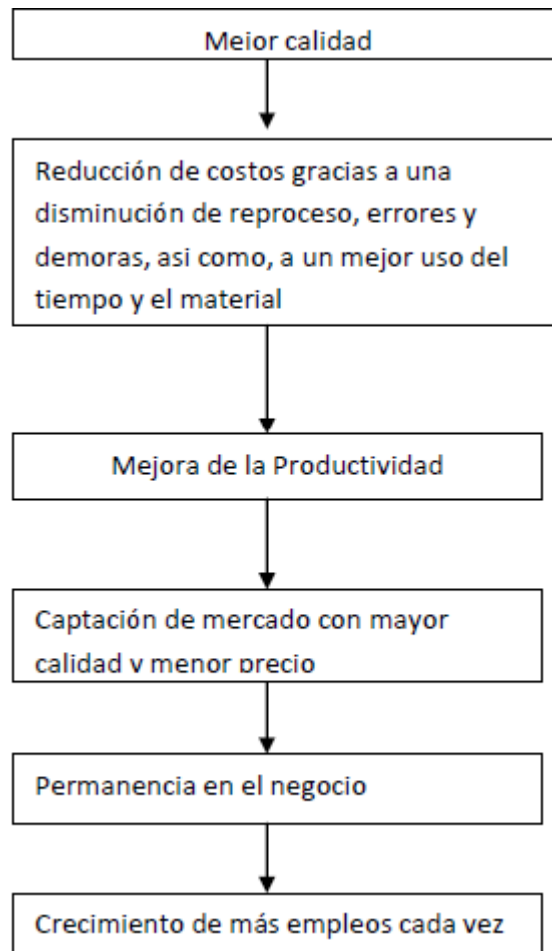 Mejor calidad
Reducción de costos gracias a una
disminución de reproceso, errores y
demoras, asi como, a un mejor uso del
tiempo y el material
Mejora de la Productividad
Captación de mercado con mayor
calidad y menor precio
Permanencia en el negocio
Crecimiento de más empleos cada vez